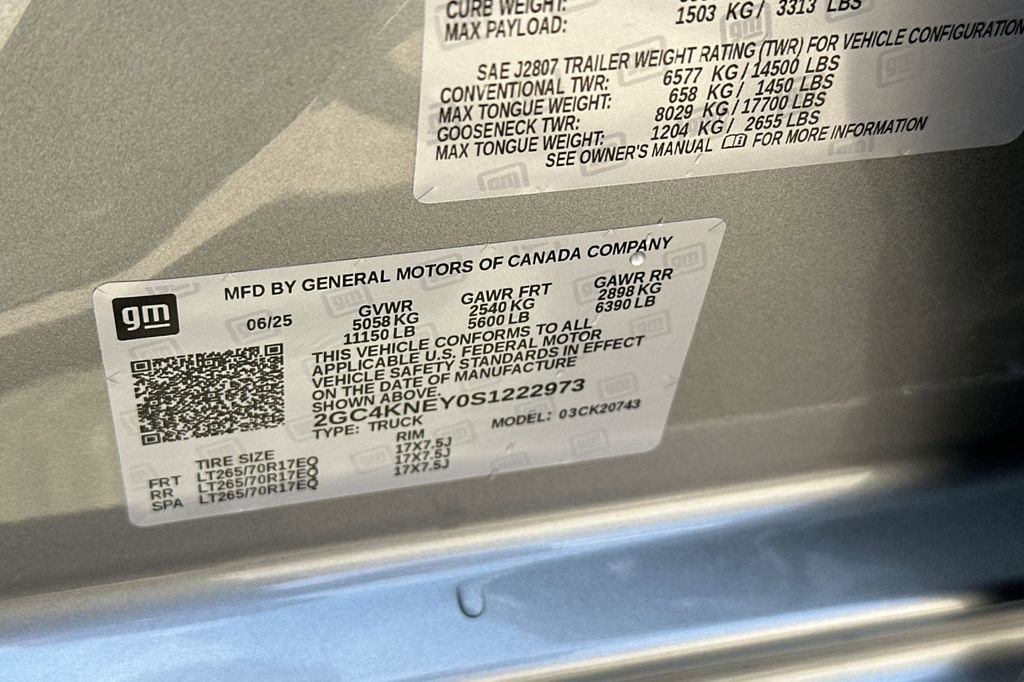 CURB WEIGHT:
MAX PAYLOAD: 1503 KG/ 3313 LBS
SAE J2807 TRAILER WEIGHT RATING (TWR) FOR VEHICLE CONFIGURATION
CONVENTIONAL TWR: 6577 KG/14500 LBS
MAX TONGUE WEIGHT: 658 KG/ 1450 LBS
GOOSENECK TWR: 8029 KG/17700 LBS
MAX TONGUE WEIGHT: 1204 KG/ 2655 LBS
SEE OWNER'S MANUAL FOR MORE INFORMATION
gm
MFD BY GENERAL MOTORS OF CANADA COMPANY
06/25
GVWR GAWR FRT GAWR RR
5058 KG 2540 KG 2898 KG
11150 LB 5600 LB 6390 LB
THIS VEHICLE CONFORMS TO ALL
APPLICABLE U.S. FEDERAL MOTOR
VEHICLE SAFETY STANDARDS IN EFFECT
ON THE DATE OF MANUFACTURE
SHOWN ABOVE.
2GC4KNEY0S1222973
TYPE: TRUCK MODEL: 03CK20743
TIRE SIZE RIM
FRT LT265/70R17EQ 17X7.5J
RR LT265/70R17EQ 17X7.5J
SPA LT265/70R17EQ 17X7.5J